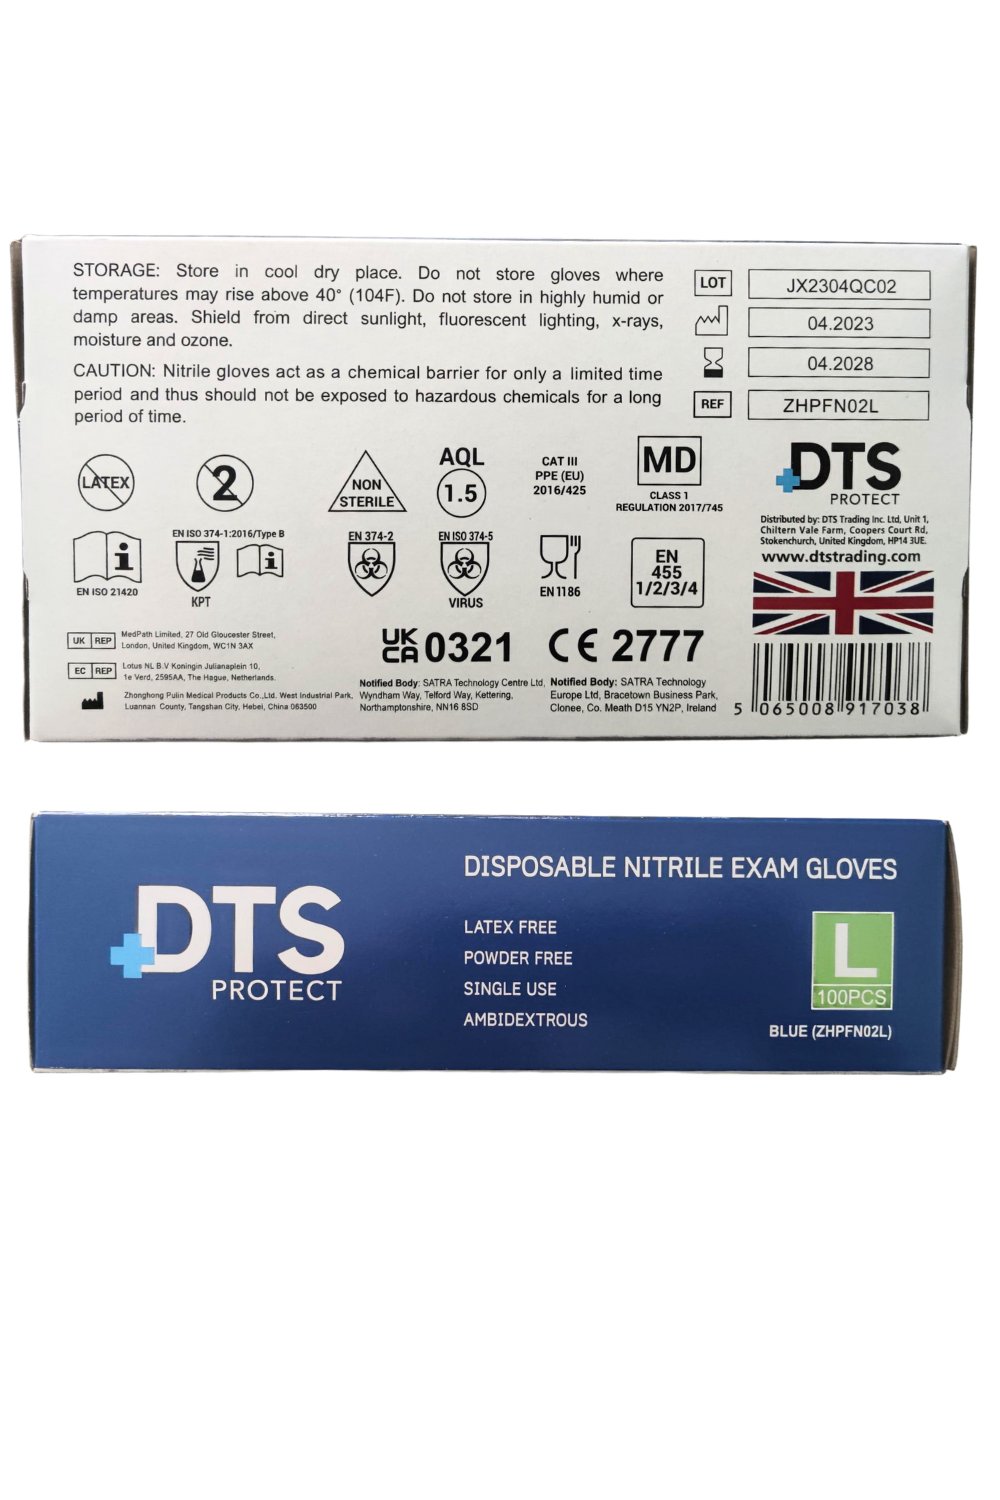 STORAGE: Store in cool dry place. Do not store gloves where
temperatures may rise above 40° (104F). Do not store in highly humid or
damp areas. Shield from direct sunlight, fluorescent lighting, x-rays,
moisture and ozone.
CAUTION: Nitrile gloves act as a chemical barrier for only a limited time
period and thus should not be exposed to hazardous chemicals for a long
period of time.
LOT JX2304QC02
04.2023
04.2028
REF ZHPFN02L
LATEX
2
NON
STERILE
AQL
1.5
CAT III
PPE (EU)
2016/425
MD
CLASS 1
REGULATION 2017/745
DTS
PROTECT
Distributed by: DTS Trading Inc. Ltd, Unit 1,
Chiltern Vale Farm, Coopers Court Rd,
Stokenchurch, United Kingdom, HP14 3UE.
www.dtstrading.com
i
EN ISO 21420
EN ISO 374-1:2016/Type B
i
KPT
EN 374-2
EN ISO 374-5
VIRUS
EN 1186
EN
455
1/2/3/4
UK REP
MedPath Limited, 27 Old Gloucester Street,
London, United Kingdom, WC1N 3AX
EC REP
Lotus NL B.V Koningin Julianaplein 10,
1e Verd, 2595AA, The Hague, Netherlands.
Zhonghong Pulin Medical Products Co.,Ltd. West Industrial Park,
Luannan County, Tangshan City, Hebei, China 063500
UK
CA 0321
CE 2777
Notified Body: SATRA Technology Centre Ltd,
Wyndham Way, Telford Way, Kettering,
Northamptonshire, NN16 8SD
Notified Body: SATRA Technology
Europe Ltd, Bracetown Business Park,
Clonee, Co. Meath D15 YN2P, Ireland
5 065008 917038
DTS
PROTECT
DISPOSABLE NITRILE EXAM GLOVES
LATEX FREE
POWDER FREE
SINGLE USE
AMBIDEXTROUS
L
100PCS
BLUE (ZHPFN02L)